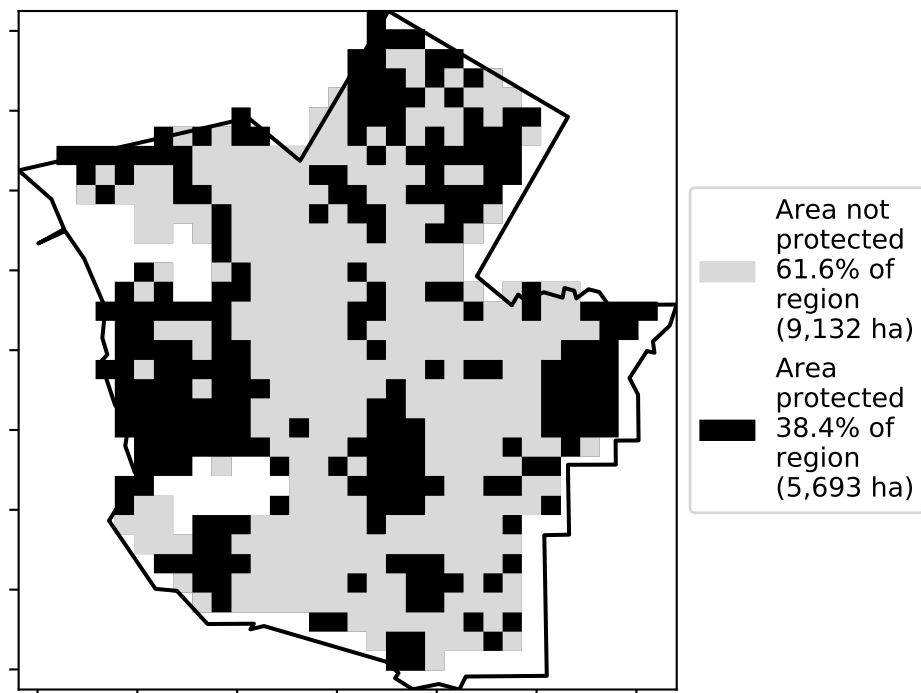 Area not
protected
61.6% of
region
(9,132 ha)
Area
protected
38.4% of
region
(5,693 ha)